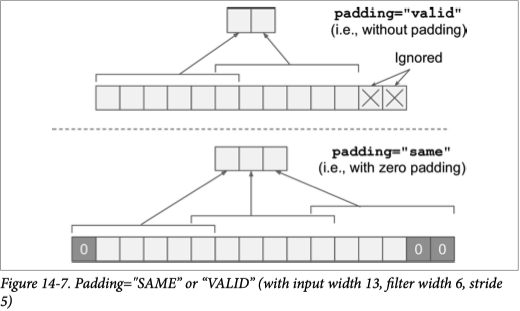 padding="valid"
(i.e., without padding)
Ignored
padding="same"
(i.e., with zero padding)
0
0 0
Figure 14-7. Padding="SAME” or “VALID” (with input width 13, filter width 6, stride
5)